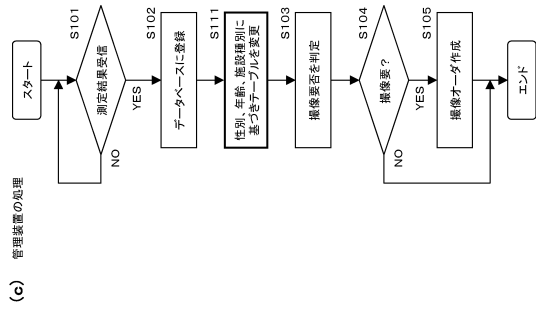 (c) 管理装置の処理
スタート
S101
測定結果受信
NO
YES
S102
データベースに登録
S111
性別、年齢、施設種別に
基づきテーブルを変更
S103
撮像要否を判定
S104
撮像要？
NO
YES
S105
撮像オーダ作成
エンド